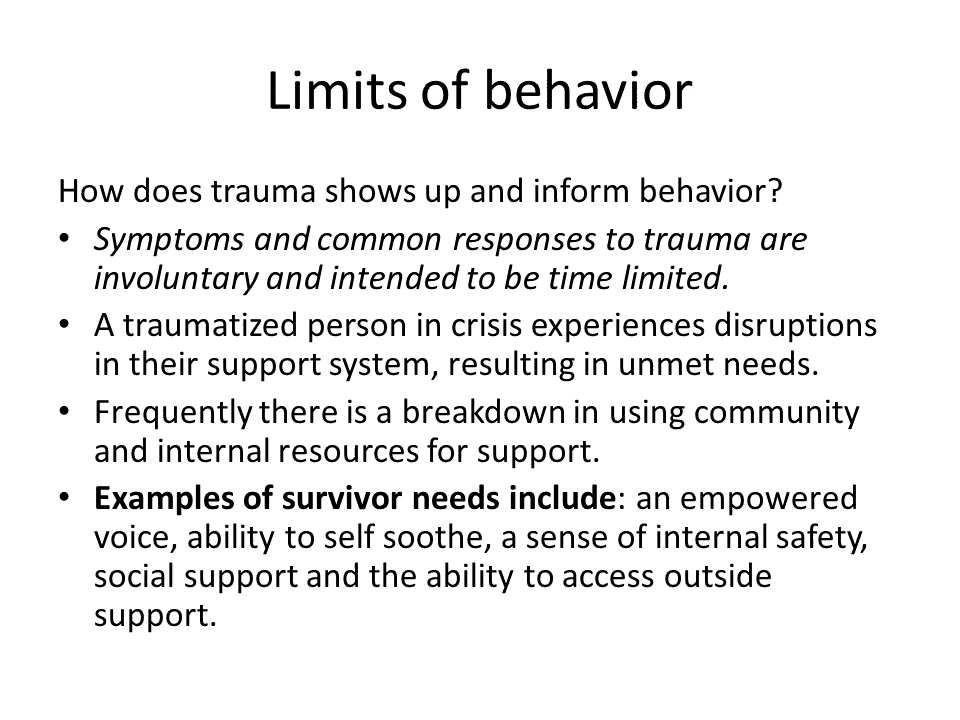 Limits of behavior
How does trauma shows up and inform behavior?
• Symptoms and common responses to trauma are
involuntary and intended to be time limited.
• A traumatized person in crisis experiences disruptions
in their support system, resulting in unmet needs.
• Frequently there is a breakdown in using community
and internal resources for support.
• Examples of survivor needs include: an empowered
voice, ability to self soothe, a sense of internal safety,
social support and the ability to access outside
support.